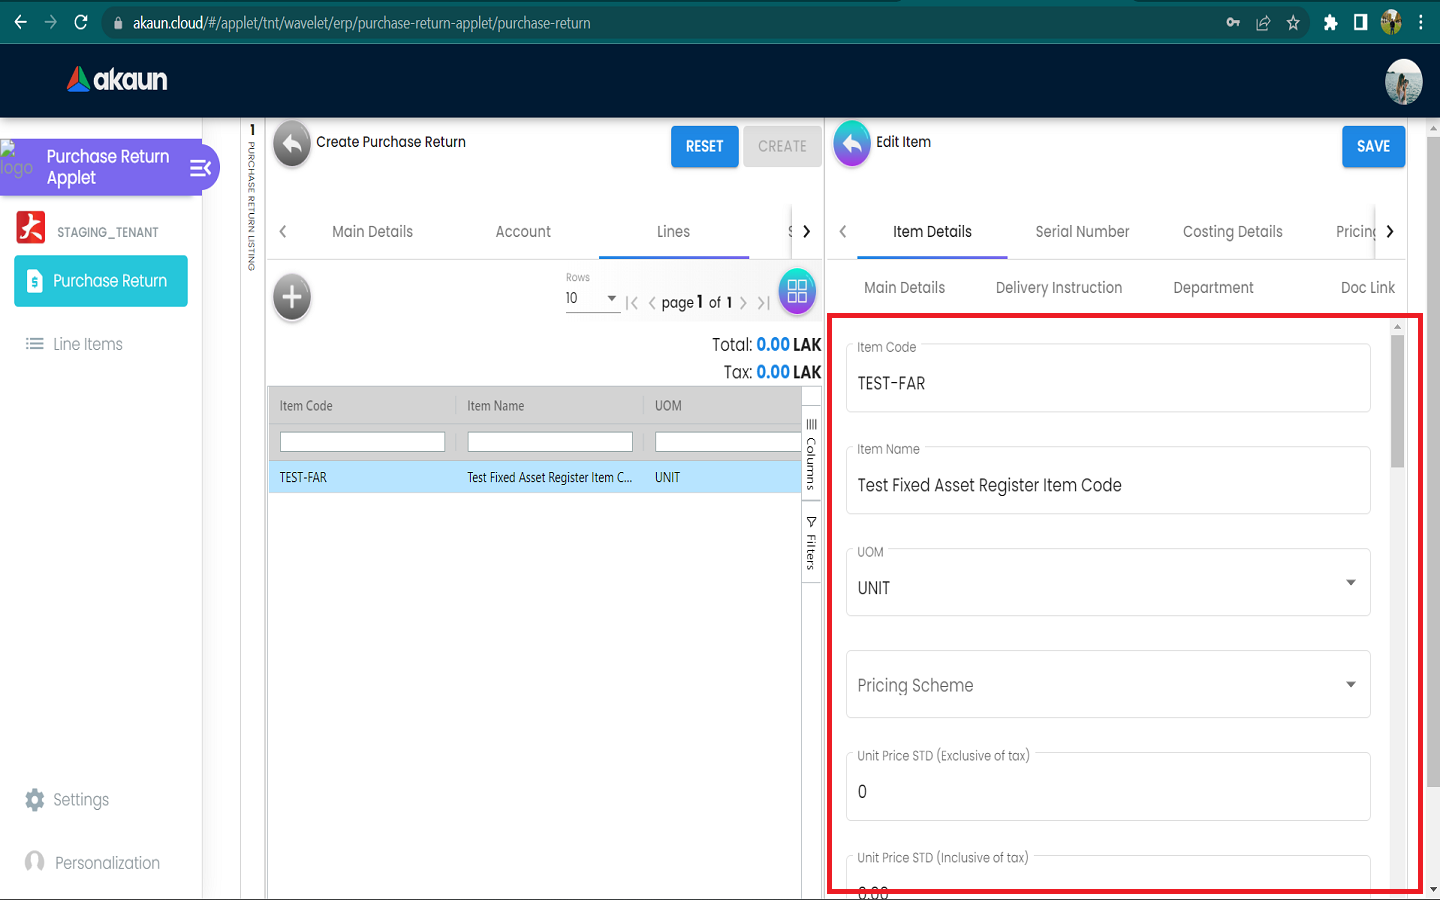 akaun.cloud/#/applet/tnt/wavelet/erp/purchase-return-applet/purchase-return
akaun
logo
Purchase Return
Applet
STAGING_TENANT
Purchase Return
Line Items
Settings
Personalization
1
PURCHASE RETURN LISTING
Create Purchase Return
RESET
CREATE
Main Details
Account
Lines
Rows
10
page 1 of 1
Total: 0.00 LAK
Tax: 0.00 LAK
Item Code
Item Name
UOM
TEST-FAR
Test Fixed Asset Register Item C...
UNIT
Columns
Filters
Edit Item
SAVE
Item Details
Serial Number
Costing Details
Pricing
Main Details
Delivery Instruction
Department
Doc Link
Item Code
TEST-FAR
Item Name
Test Fixed Asset Register Item Code
UOM
UNIT
Pricing Scheme
Unit Price STD (Exclusive of tax)
0
Unit Price STD (Inclusive of tax)
0.00